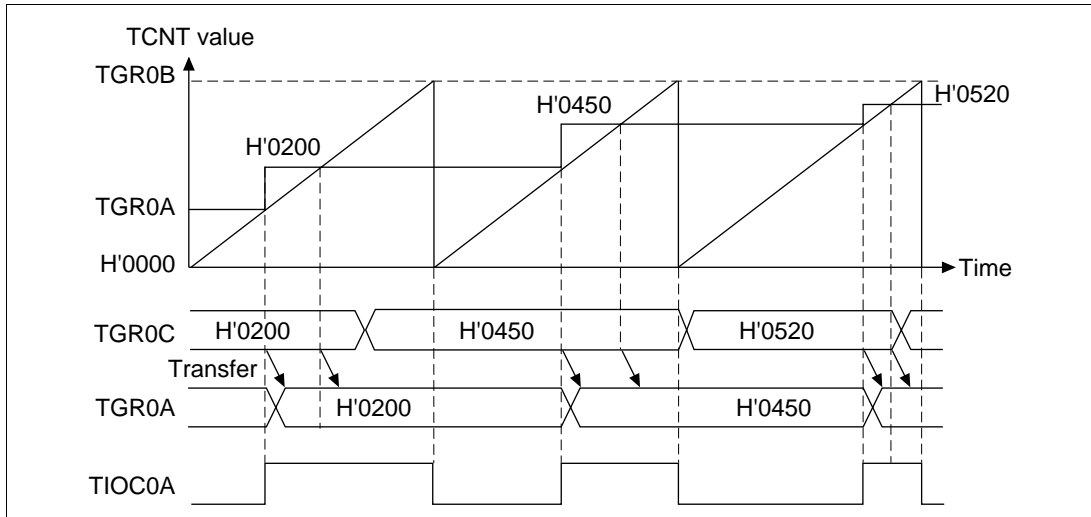 TCNT value
TGR0B
H'0520
H'0450
H'0200
TGR0A
H'0000
Time
TGR0C
H'0200
H'0450
H'0520
Transfer
TGR0A
H'0200
H'0450
TIOC0A